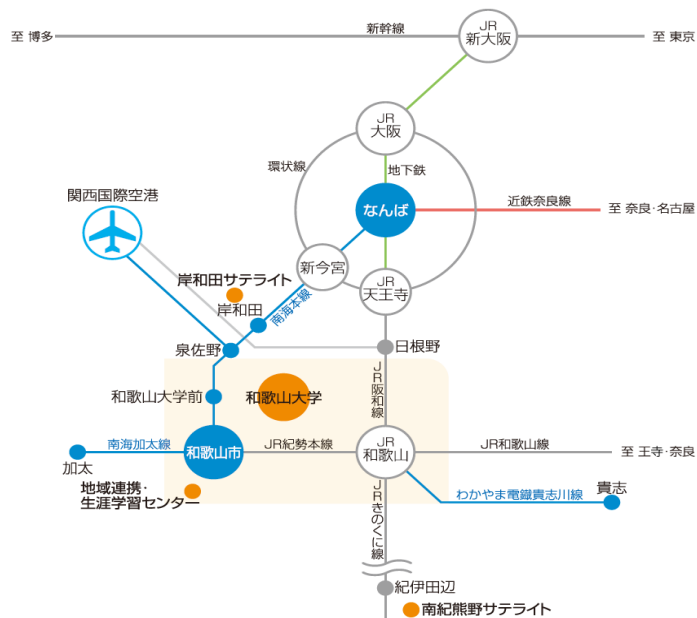 新幹線
至 博多
JR
新大阪
至 東京
JR
大阪
環状線
地下鉄
関西国際空港
なんば
近鉄奈良線
至 奈良・名古屋
新今宮
岸和田サテライト
JR
天王寺
岸和田
南海本線
泉佐野
日根野
JR阪和線
和歌山大学前
和歌山大学
南海加太線
和歌山市
JR紀勢本線
JR
和歌山
JR和歌山線
至 王寺・奈良
加太
地域連携・
生涯学習センター
わかやま電鐵貴志川線
貴志
JRきのくに線
紀伊田辺
南紀熊野サテライト